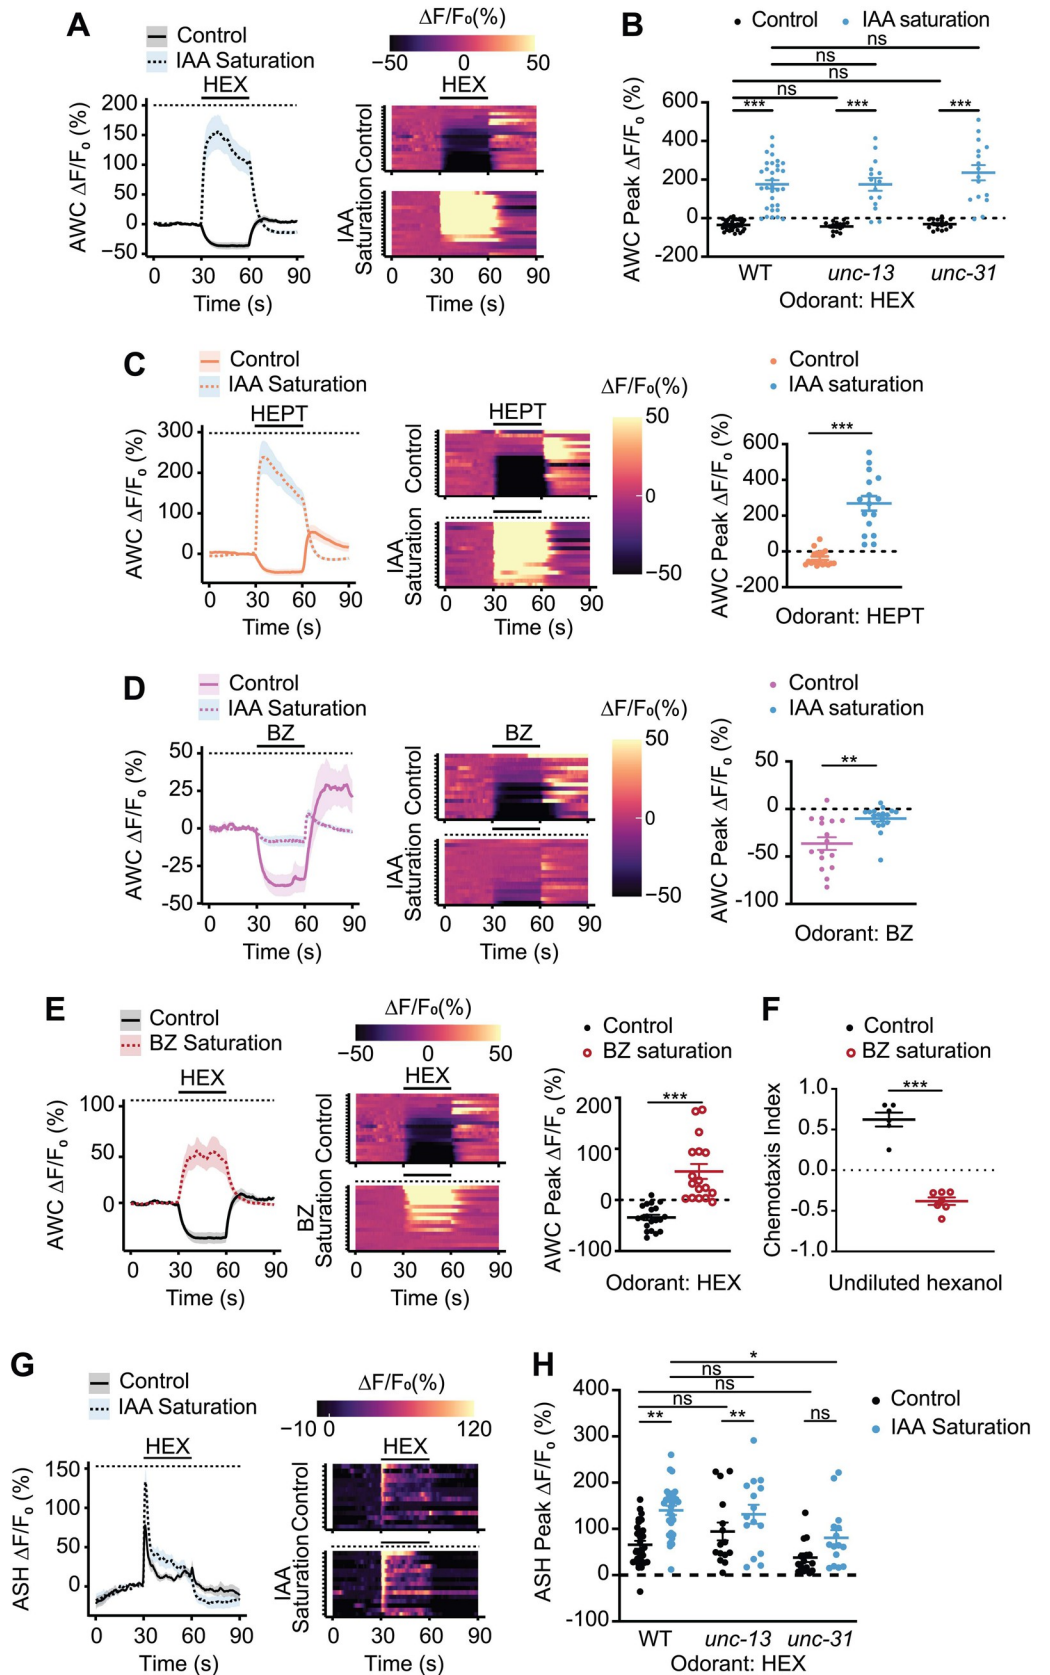 A
Control
IAA Saturation
HEX
AWC ΔF/F₀ (%)
200
150
100
50
0
−50
0 30 60 90
Time (s)
ΔF/F₀(%)
−50 0 50
HEX
Control
IAA
Saturation
0 30 60 90
Time (s)
B
Control IAA saturation
ns
ns
ns
ns
*** *** ***
AWC Peak ΔF/F₀ (%)
600
400
200
0
-200
WT unc-13 unc-31
Odorant: HEX
C
Control
IAA Saturation
HEPT
AWC ΔF/F₀ (%)
300
200
100
0
0 30 60 90
Time (s)
HEPT
Control
IAA
Saturation
0 30 60 90
Time (s)
ΔF/F₀(%)
50
0
−50
Control
IAA saturation
***
AWC Peak ΔF/F₀ (%)
600
400
200
0
-200
Odorant: HEPT
D
Control
IAA Saturation
BZ
AWC ΔF/F₀ (%)
50
25
0
-25
-50
0 30 60 90
Time (s)
BZ
Control
IAA
Saturation
0 30 60 90
Time (s)
ΔF/F₀(%)
50
0
−50
Control
IAA saturation
**
AWC Peak ΔF/F₀ (%)
50
0
-50
-100
Odorant: BZ
E
Control
BZ Saturation
HEX
AWC ΔF/F₀ (%)
100
50
0
0 30 60 90
Time (s)
ΔF/F₀(%)
−50 0 50
HEX
Control
BZ
Saturation
0 30 60 90
Time (s)
Control
BZ saturation
***
AWC Peak ΔF/F₀ (%)
200
100
0
-100
Odorant: HEX
F
Control
BZ saturation
***
Chemotaxis Index
1.0
0.5
0.0
-0.5
-1.0
Undiluted hexanol
G
Control
IAA Saturation
HEX
ASH ΔF/F₀ (%)
150
100
50
0
0 30 60 90
Time (s)
ΔF/F₀(%)
−10 0 120
HEX
Control
IAA
Saturation
0 30 60 90
Time (s)
H
*
ns
ns
ns
** ** ns
Control
IAA Saturation
ASH Peak ΔF/F₀ (%)
400
300
200
100
0
-100
WT unc-13 unc-31
Odorant: HEX